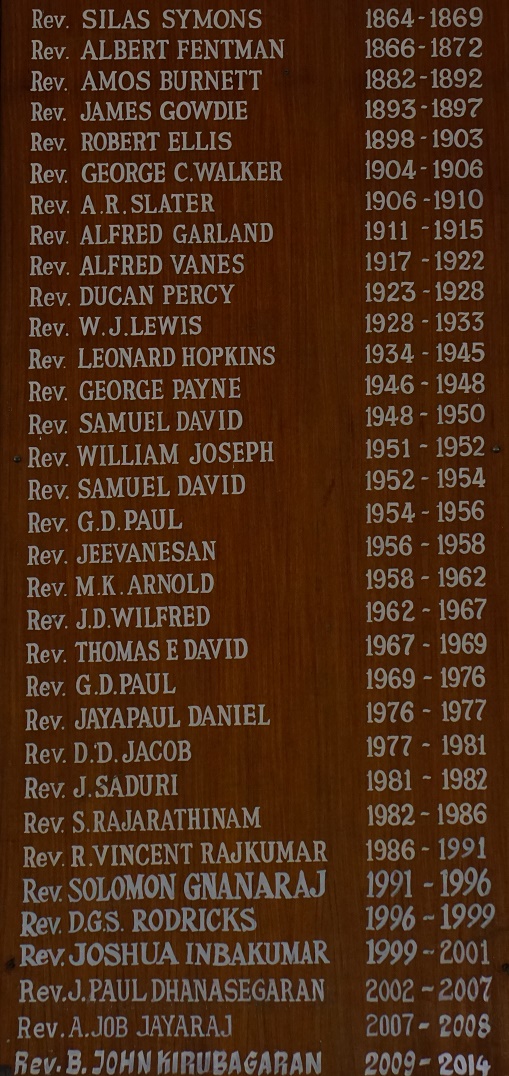 Rev. SILAS SYMONS 1864-1869
Rev. ALBERT FENTMAN 1866-1872
Rev. AMOS BURNETT 1882-1892
Rev. JAMES GOWDIE 1893-1897
Rev. ROBERT ELLIS 1898-1903
Rev. GEORGE C.WALKER 1904-1906
Rev. A.R.SLATER 1906-1910
Rev. ALFRED GARLAND 1911-1915
Rev. ALFRED VANES 1917-1922
Rev. DUCAN PERCY 1923-1928
Rev. W.J.LEWIS 1928-1933
Rev. LEONARD HOPKINS 1934-1945
Rev. GEORGE PAYNE 1946-1948
Rev. SAMUEL DAVID 1948-1950
Rev. WILLIAM JOSEPH 1951-1952
Rev. SAMUEL DAVID 1952-1954
Rev. G.D.PAUL 1954-1956
Rev. JEEVANESAN 1956-1958
Rev. M.K.ARNOLD 1958-1962
Rev. J.D.WILFRED 1962-1967
Rev. THOMAS E DAVID 1967-1969
Rev. G.D.PAUL 1969-1976
Rev. JAYAPAUL DANIEL 1976-1977
Rev. D.D.JACOB 1977-1981
Rev. J.SADURI 1981-1982
Rev. S.RAJARATHINAM 1982-1986
Rev. R.VINCENT RAJKUMAR 1986-1991
Rev. SOLOMON GNANARAJ 1991-1996
Rev. D.G.S. RODRICKS 1996-1999
Rev. JOSHUA INBAKUMAR 1999-2001
Rev. J.PAUL DHANASEGARAN 2002-2007
Rev. A.JOB JAYARAJ 2007-2008
Rev. B. JOHN KIRUBAGARAN 2009-2014